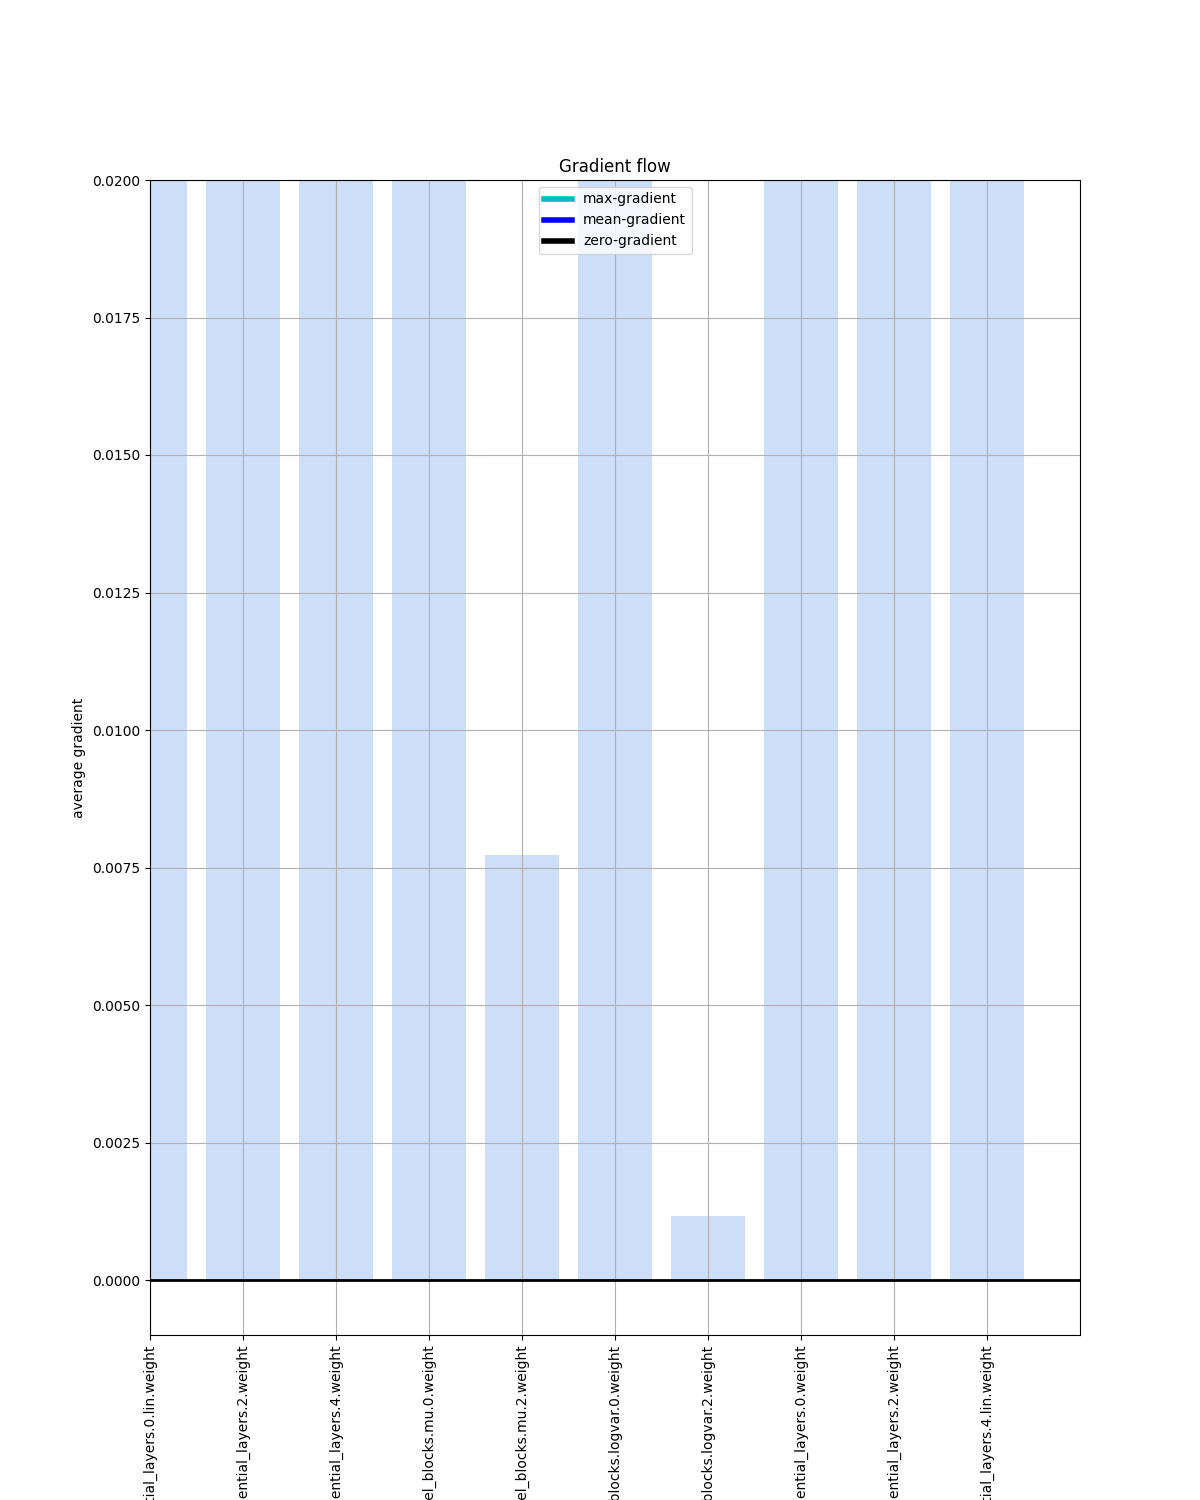 Gradient flow
max-gradient
mean-gradient
zero-gradient
0.0200
0.0175
0.0150
0.0125
0.0100
0.0075
0.0050
0.0025
0.0000
average gradient
tial_layers.0.lin.weight
ential_layers.2.weight
ential_layers.4.weight
el_blocks.mu.0.weight
el_blocks.mu.2.weight
blocks.logvar.0.weight
blocks.logvar.2.weight
ential_layers.0.weight
ential_layers.2.weight
tial_layers.4.lin.weight